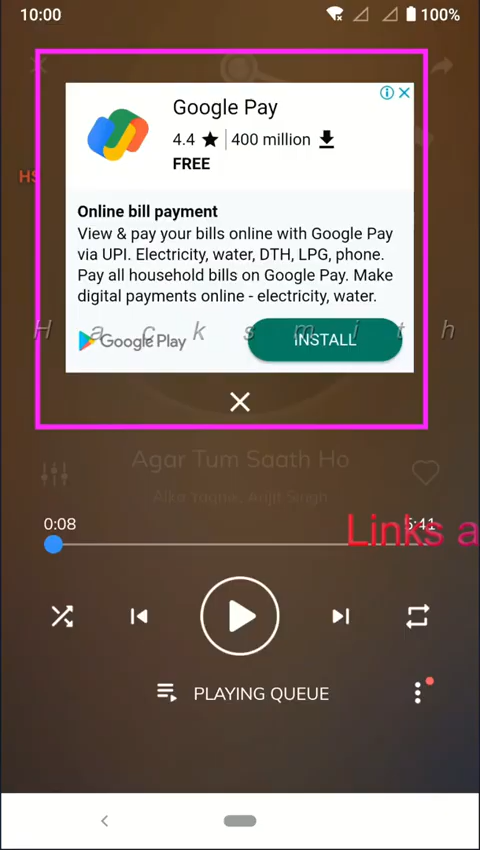 10:00
100%
Google Pay
4.4 ★ | 400 million
FREE
HS
Online bill payment
View & pay your bills online with Google Pay
via UPI. Electricity, water, DTH, LPG, phone.
Pay all household bills on Google Pay. Make
digital payments online - electricity, water.
Hacksmith
Google Play
INSTALL
Agar Tum Saath Ho
Alka Yagnik, Arijit Singh
0:08
5:41
Links a
PLAYING QUEUE